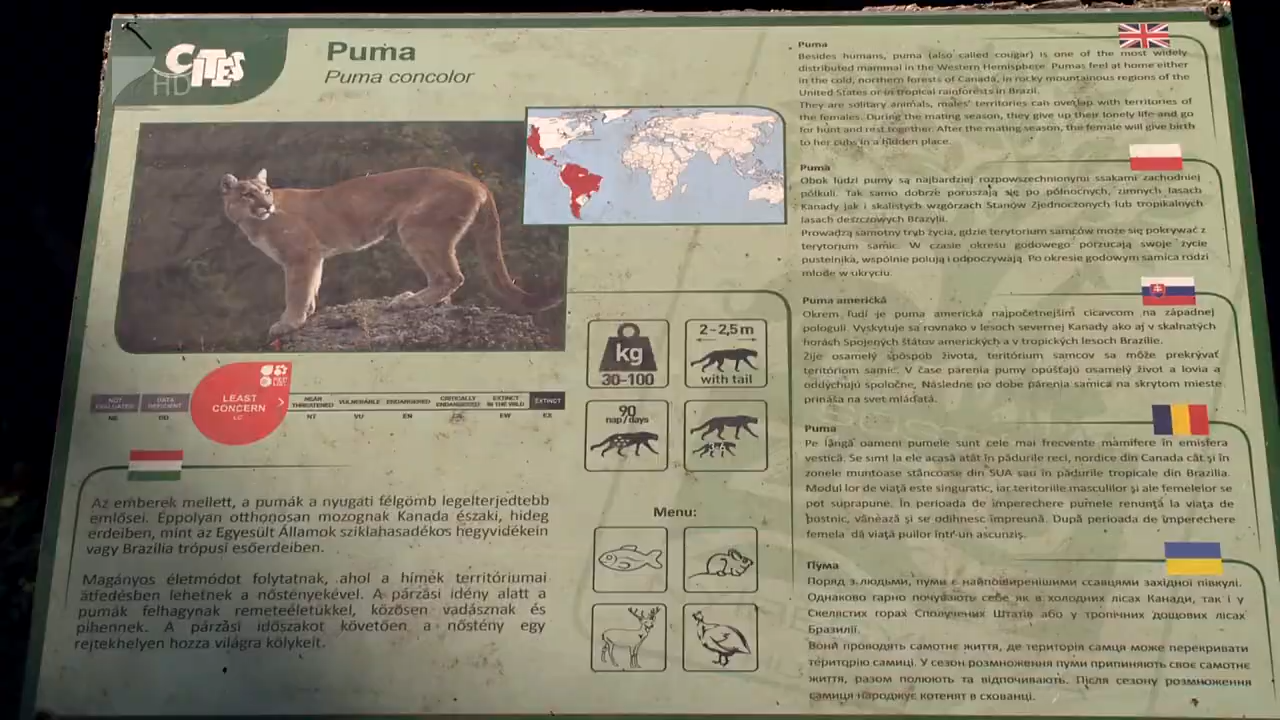 CITES
HD
Puma
Puma concolor
NOT EVALUATED
NE
DATA DEFICIENT
DD
LEAST CONCERN
LC
NEAR THREATENED
NT
VULNERABLE
VU
ENDANGERED
EN
CRITICALLY ENDANGERED
EXTINCT IN THE WILD
EW
EXTINCT
EX
Az emberek mellett, a pumák a nyugati félgömb legelterjedtebb
emlősei. Éppolyan otthonosan mozognak Kanada északi, hideg
erdeiben, mint az Egyesült Államok sziklahasadékos hegyvidékein
vagy Brazília trópusi esőerdeiben.
Magányos életmódot folytatnak, ahol a hímek territóriumai
átfedésben lehetnek a nőstényekével. A párzási idény alatt a
pumák felhagynak remeteéletükkel, közösen vadásznak és
pihennek. A párzási időszakot követően a nőstény egy
rejtekhelyen hozza világra kölykeit.
kg
30-100
2-2,5 m
with tail
90
nap/days
Menu:
Puma
Besides humans, puma (also called cougar) is one of the most widely
distributed mammal in the Western Hemisphere. Pumas feel at home either
in the cold, northern forests of Canada, in rocky mountainous regions of the
United States or in tropical rainforests in Brazil.
They are solitary animals, males' territories can overlap with territories of
the females. During the mating season, they give up their lonely life and go
for hunt and rest together. After the mating season, the female will give birth
to her cubs in a hidden place.
Puma
Obok ludzi pumy są najbardziej rozpowszechnionymi ssakami zachodniej
półkuli. Tak samo dobrze poruszają się po północnych, zimnych lasach
Kanady jak i skalistych wzgórzach Stanów Zjednoczonych lub tropikalnych
lasach deszczowych Brazylii.
Prowadzą samotny tryb życia, gdzie terytorium samców może się pokrywać z
terytorium samic. W czasie okresu godowego porzucają swoje życie
pustelnika, wspólnie polują i odpoczywają. Po okresie godowym samica rodzi
młode w ukryciu.
Puma americká
Okrem ľudí je puma americká najpočetnejším cicavcom na západnej
pologuli. Vyskytuje sa rovnako v lesoch severnej Kanady ako aj v skalnatých
horách Spojených štátov amerických a v tropických lesoch Brazílie.
Žije osamelý spôsob života, teritórium samcov sa môže prekrývať
teritóriom samíc. V čase párenia pumy opúšťajú osamelý život a lovia a
oddýchajú spoločne, Následne po dobe párenia samica na skrytom mieste
prináša na svet mláďatá.
Puma
Pe lângă oameni pumele sunt cele mai frecvente mamifere în emisfera
vestică. Se simt la ele acasă atât în pădurile reci, nordice din Canada cât şi în
zonele muntoase stâncoase din SUA sau în pădurile tropicale din Brazilia.
Modul lor de viaţă este singuratic, iar teritoriile masculilor şi ale femelelor se
pot suprapune. În perioada de împerechere pumele renunţă la viaţa de
pustnic, vânează şi se odihnesc împreună. După perioada de împerechere
femela dă viaţă puilor într-un ascunziş.
Пума
Поряд з людьми, пуми є найпоширенішими ссавцями західної півкулі.
Однаково гарно почувають себе як в холодних лісах Канади, так і у
Скелястих горах Сполучених Штатів або у тропічних дощових лісах
Бразилії.
Вони проводять самотнє життя, де територія самця може перекривати
територію самиці. У сезон розмноження пуми припиняють своє самотнє
життя, разом полюють та відпочивають. Після сезону розмноження
самиця народжує котенят в схованці.